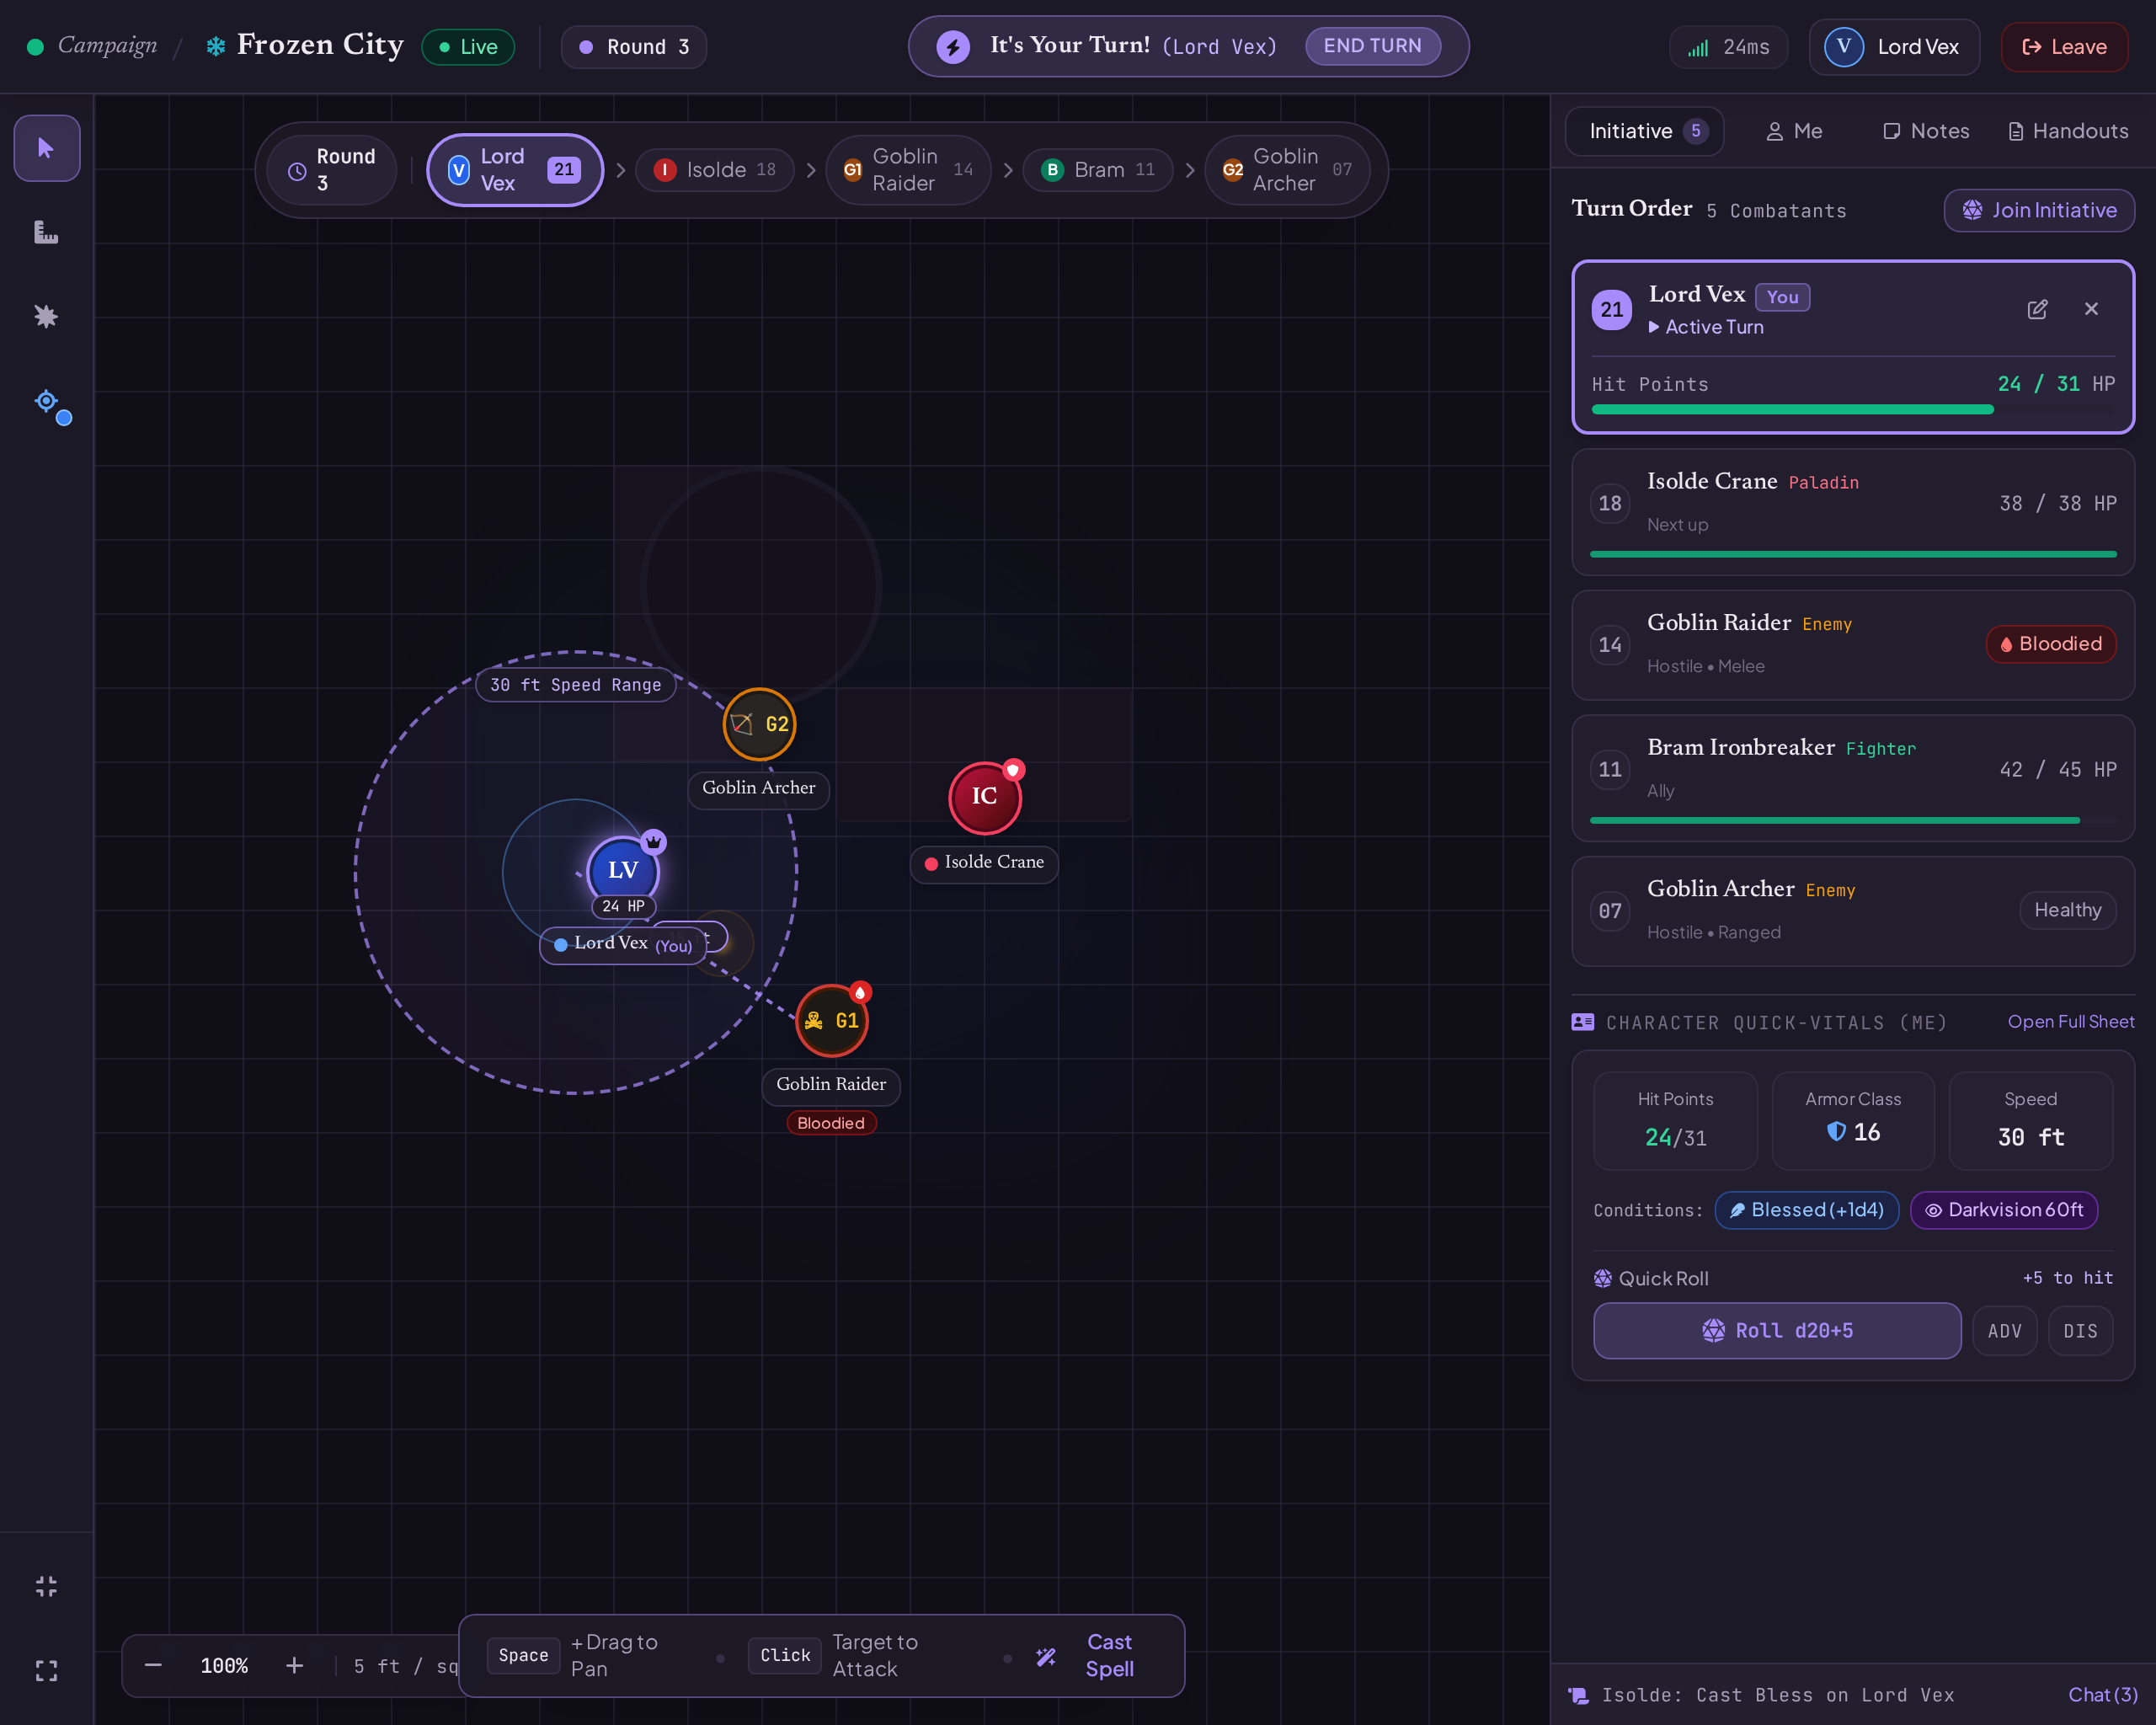 Campaign / Frozen City Live Round 3
It's Your Turn! (Lord Vex) END TURN
24ms V Lord Vex Leave
Round 3
V Lord Vex 21
I Isolde 18
G1 Goblin Raider 14
B Bram 11
G2 Goblin Archer 07
30 ft Speed Range
G2
Goblin Archer
IC
Isolde Crane
LV
24 HP
Lord Vex (You)
G1
Goblin Raider
Bloodied
100% 5 ft / sq
Space + Drag to Pan
Click Target to Attack
Cast Spell
Initiative 5 Me Notes Handouts
Turn Order 5 Combatants Join Initiative
21 Lord Vex You
Active Turn
Hit Points 24 / 31 HP
18 Isolde Crane Paladin 38 / 38 HP
Next up
14 Goblin Raider Enemy Bloodied
Hostile • Melee
11 Bram Ironbreaker Fighter 42 / 45 HP
Ally
07 Goblin Archer Enemy Healthy
Hostile • Ranged
CHARACTER QUICK-VITALS (ME) Open Full Sheet
Hit Points Armor Class Speed
24/31 16 30 ft
Conditions: Blessed (+1d4) Darkvision 60ft
Quick Roll +5 to hit
Roll d20+5 ADV DIS
Isolde: Cast Bless on Lord Vex Chat (3)